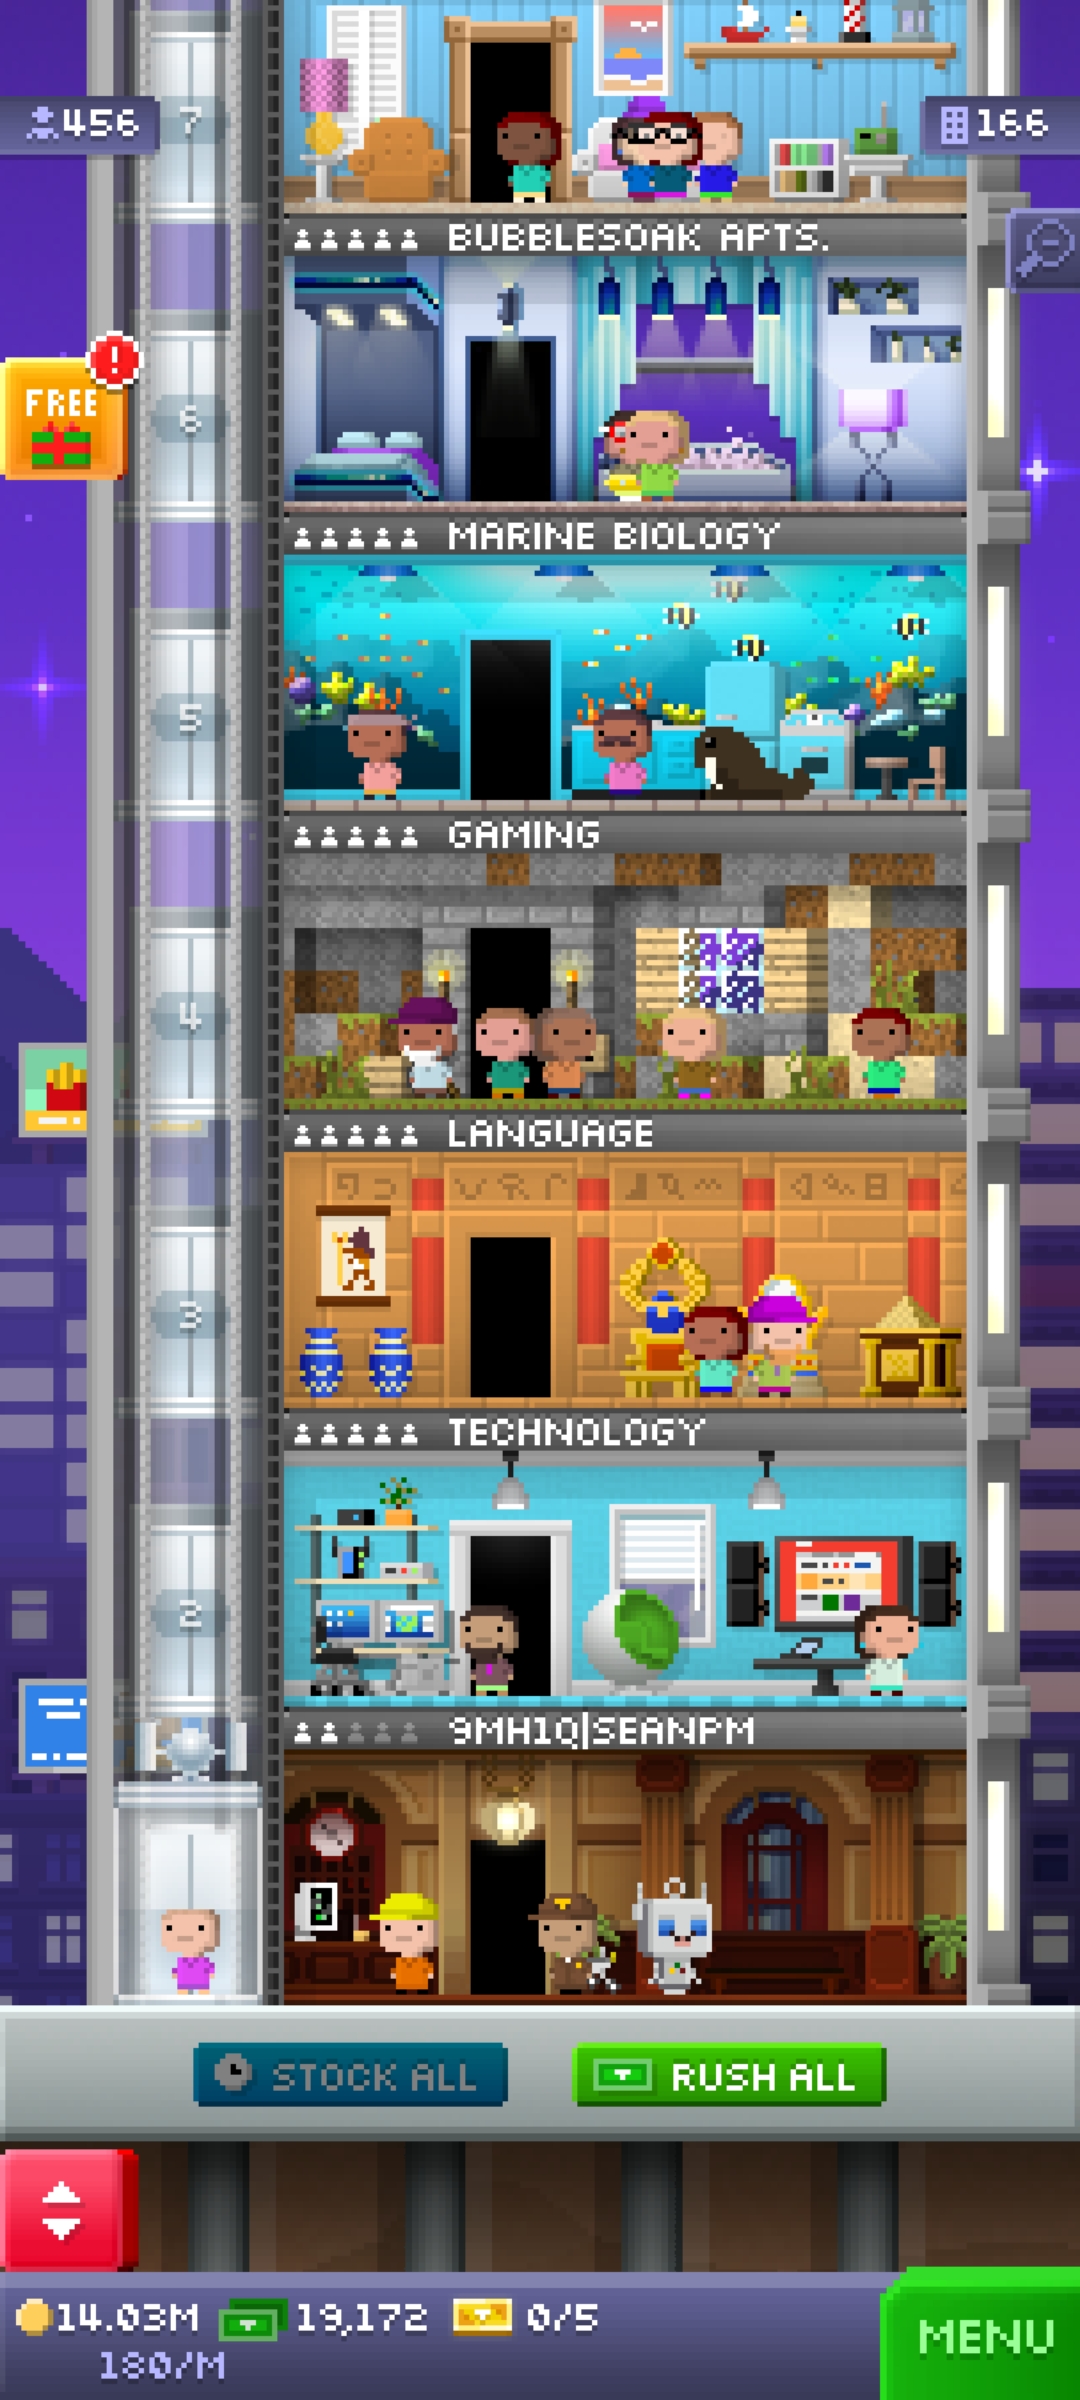 7
456
166
BUBBLESOAK APTS.
FREE
!
6
MARINE BIOLOGY
5
GAMING
4
LANGUAGE
3
TECHNOLOGY
2
9MH1Q|SEANPM
STOCK ALL
RUSH ALL
14.03M
19,172
0/5
180/M
MENU